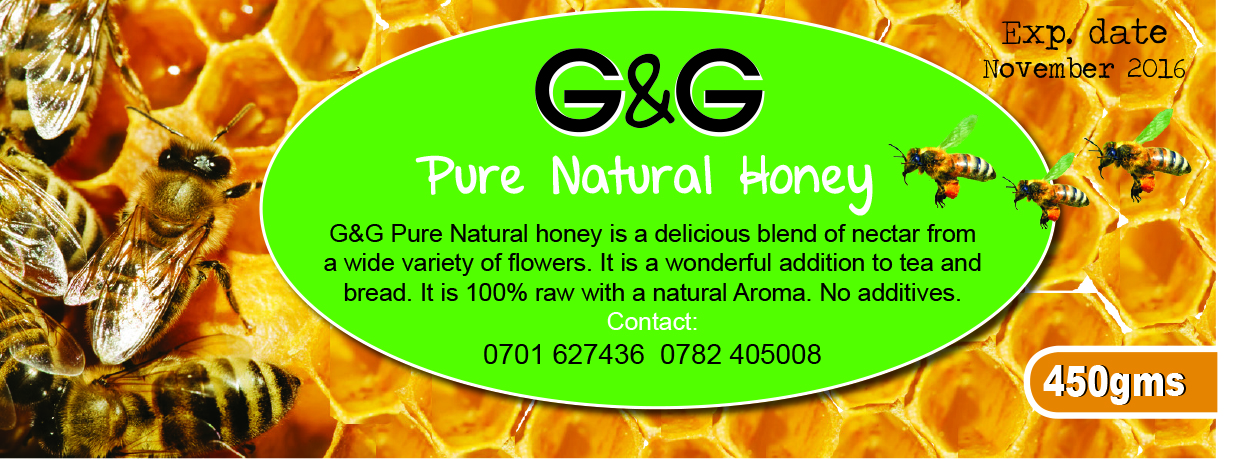 Exp. date
November 2016
G&G
Pure Natural Honey
G&G Pure Natural honey is a delicious blend of nectar from
a wide variety of flowers. It is a wonderful addition to tea and
bread. It is 100% raw with a natural Aroma. No additives.
Contact:
0701 627436  0782 405008
450gms